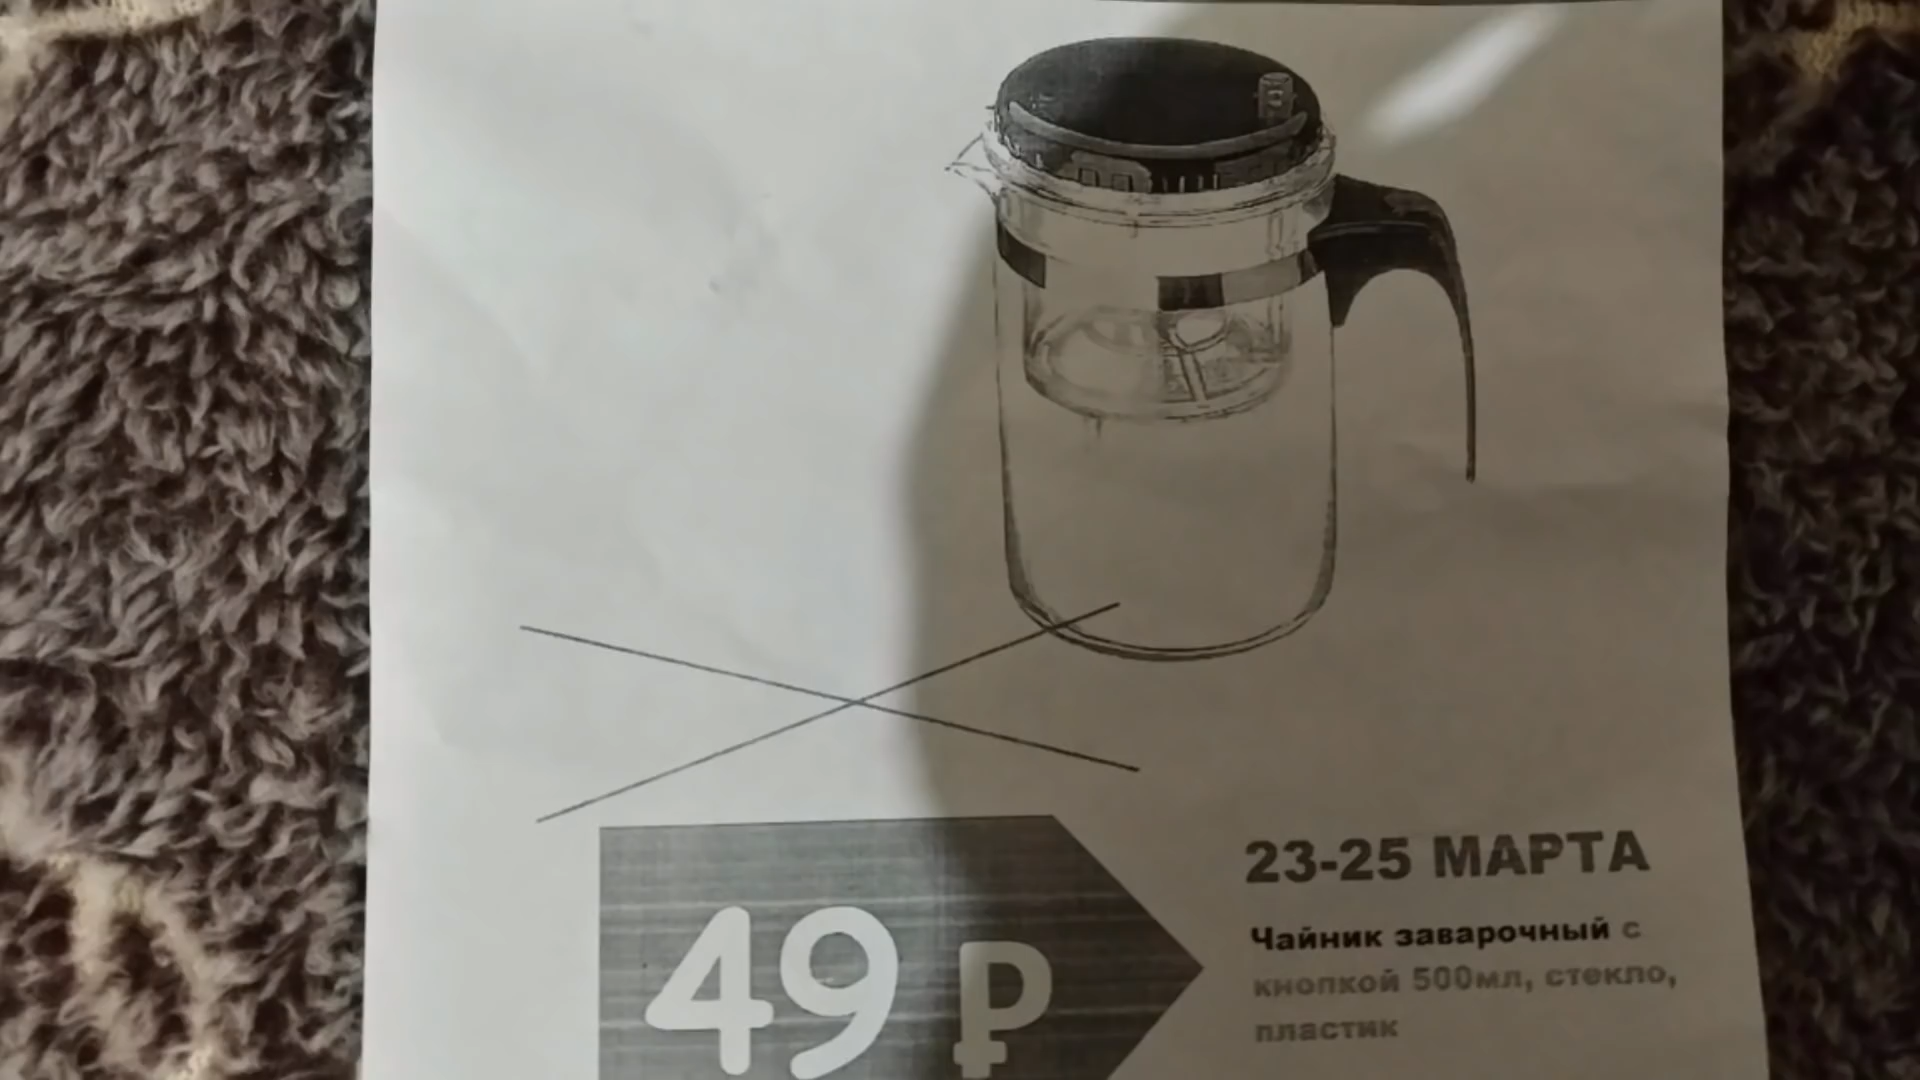 23-25 МАРТА
Чайник заварочный с
кнопкой 500мл, стекло,
пластик
49 ₽